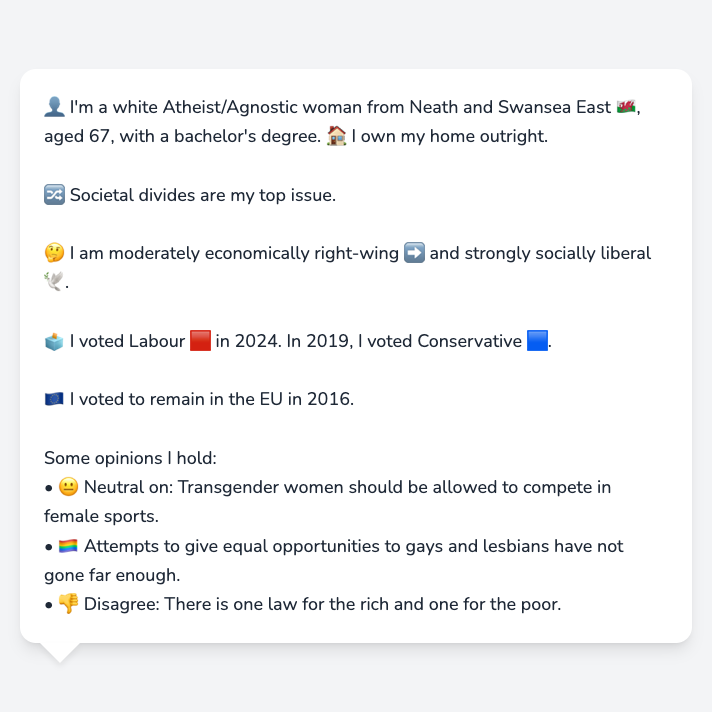 👤 I'm a white Atheist/Agnostic woman from Neath and Swansea East 🏴󠁧󠁢󠁷󠁬󠁳󠁿,
aged 67, with a bachelor's degree. 🏠 I own my home outright.
🔀 Societal divides are my top issue.
🤔 I am moderately economically right-wing ➡️ and strongly socially liberal
🕊️.
🗳️ I voted Labour 🟥 in 2024. In 2019, I voted Conservative 🟦.
🇪🇺 I voted to remain in the EU in 2016.
Some opinions I hold:
• 😐 Neutral on: Transgender women should be allowed to compete in
female sports.
• 🏳️‍🌈 Attempts to give equal opportunities to gays and lesbians have not
gone far enough.
• 👎 Disagree: There is one law for the rich and one for the poor.